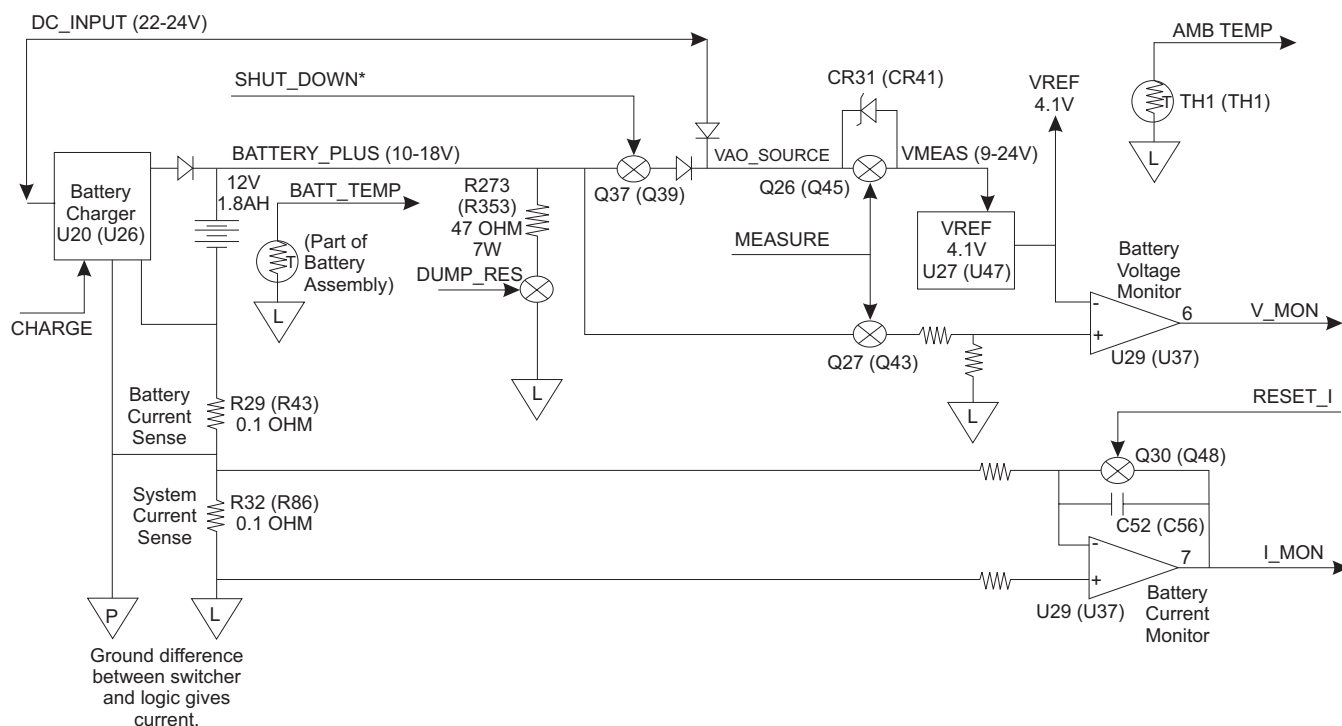 DC_INPUT (22-24V)
AMB TEMP
SHUT_DOWN*
CR31 (CR41)
VREF
4.1V
T
TH1 (TH1)
L
BATTERY_PLUS (10-18V)
VAO_SOURCE
VMEAS (9-24V)
Battery
Charger
U20 (U26)
12V
1.8AH
BATT_TEMP
T
(Part of
Battery
Assembly)
L
R273
(R353)
47 OHM
7W
Q37 (Q39)
Q26 (Q45)
DUMP_RES
MEASURE
VREF
4.1V
U27 (U47)
Battery
Voltage
Monitor
-
+
6
V_MON
U29 (U37)
CHARGE
L
Q27 (Q43)
L
Battery
Current
Sense
R29 (R43)
0.1 OHM
RESET_I
Q30 (Q48)
System
Current
Sense
R32 (R86)
0.1 OHM
C52 (C56)
-
+
7
I_MON
U29 (U37)
Battery
Current
Monitor
P
L
Ground difference
between switcher
and logic gives
current.